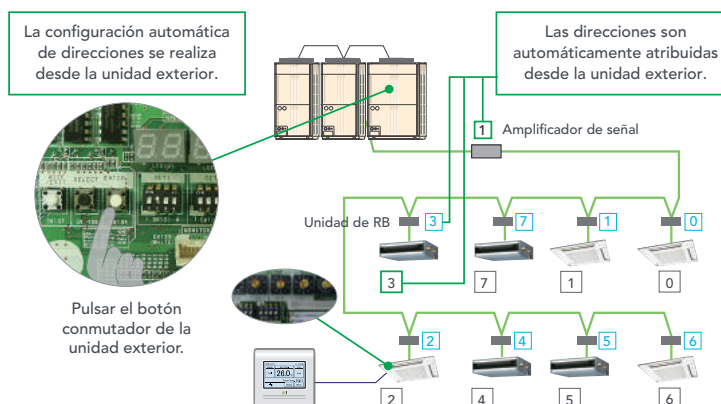 La configuración automática
de direcciones se realiza
desde la unidad exterior.
Las direcciones son
automáticamente atribuidas
desde la unidad exterior.
1
Amplificador de señal
Unidad de RB
3
7
1
0
3
7
1
0
Pulsar el botón
conmutador de la
unidad exterior.
2
4
5
6
26.0
2
4
5
6